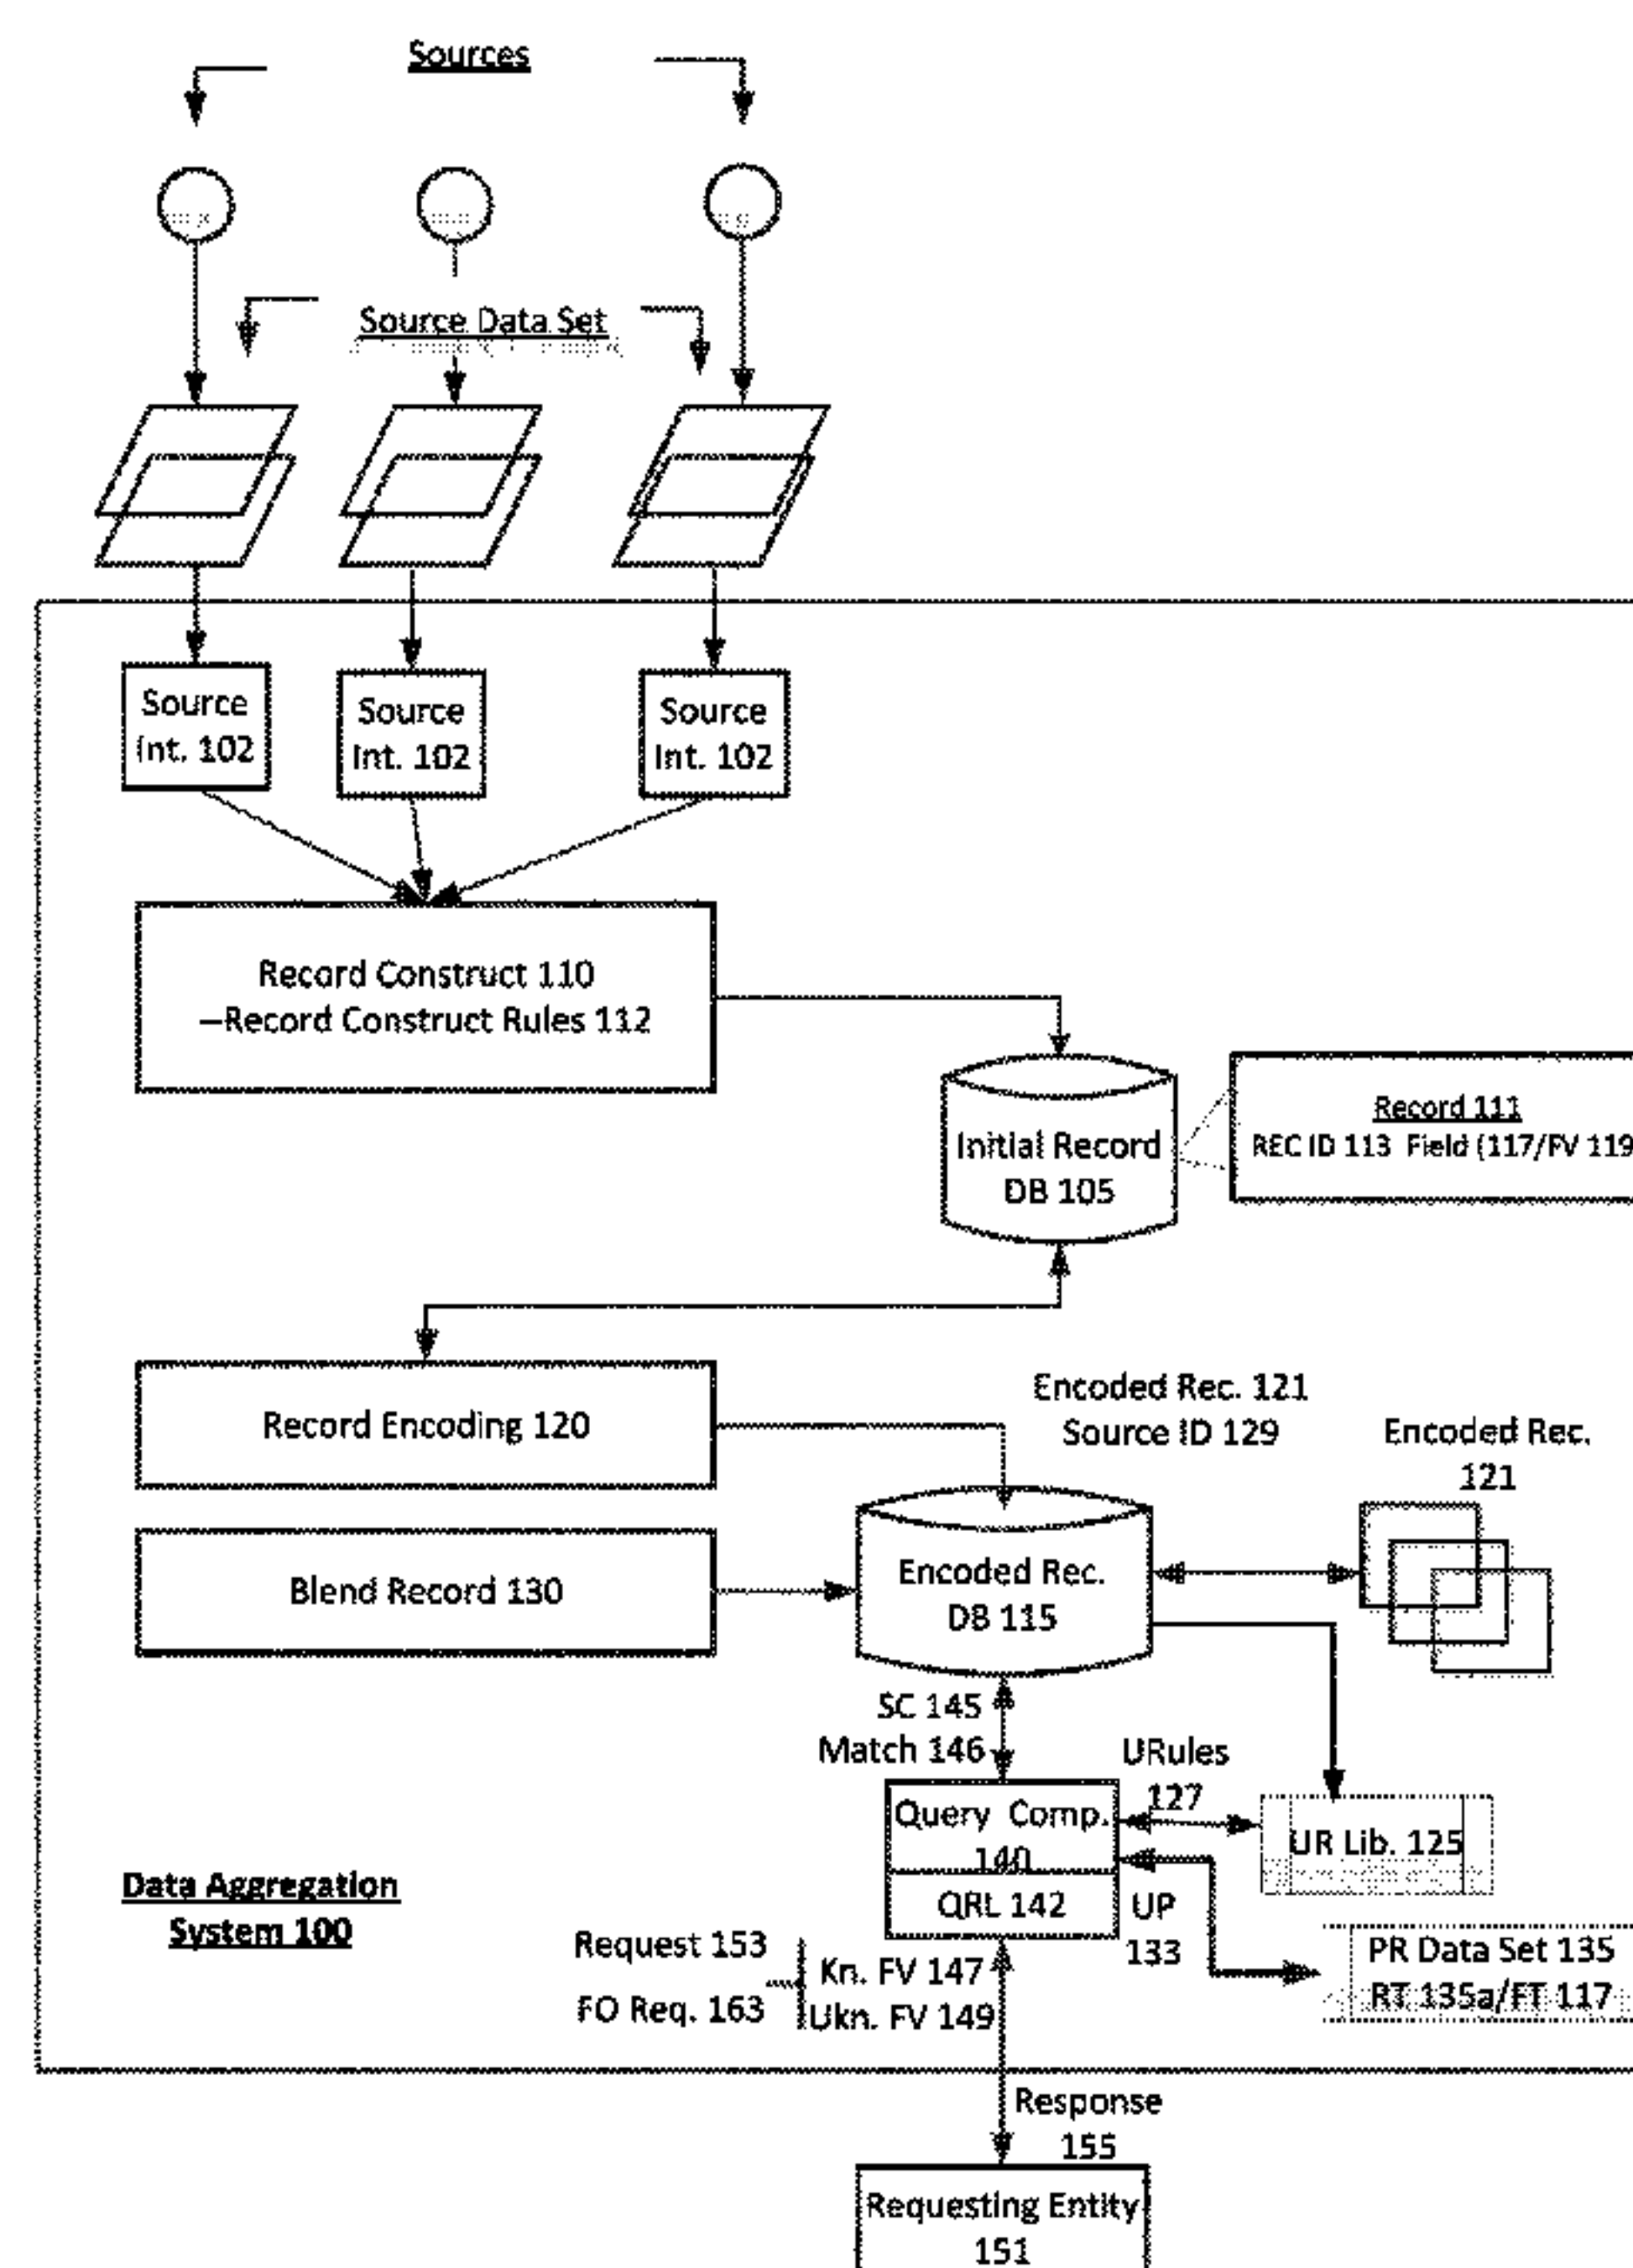 Sources
Source Data Set
Source
Int. 102
Source
Int. 102
Source
Int. 102
Record Construct 110
—Record Construct Rules 112
Initial Record
DB 105
Record 111
REC ID 113 Field (117/FV 119
Record Encoding 120
Encoded Rec. 121
Source ID 129
Encoded Rec.
121
Blend Record 130
Encoded Rec.
DB 115
SC 145
Match 146
URules
127
Query Comp.
140
QRL 142
UR Lib. 125
UP
133
PR Data Set 135
RT 135a/FT 117
Data Aggregation
System 100
Request 153
FO Req. 163
Kn. FV 147
Ukn. FV 149
Response
155
Requesting Entity
151